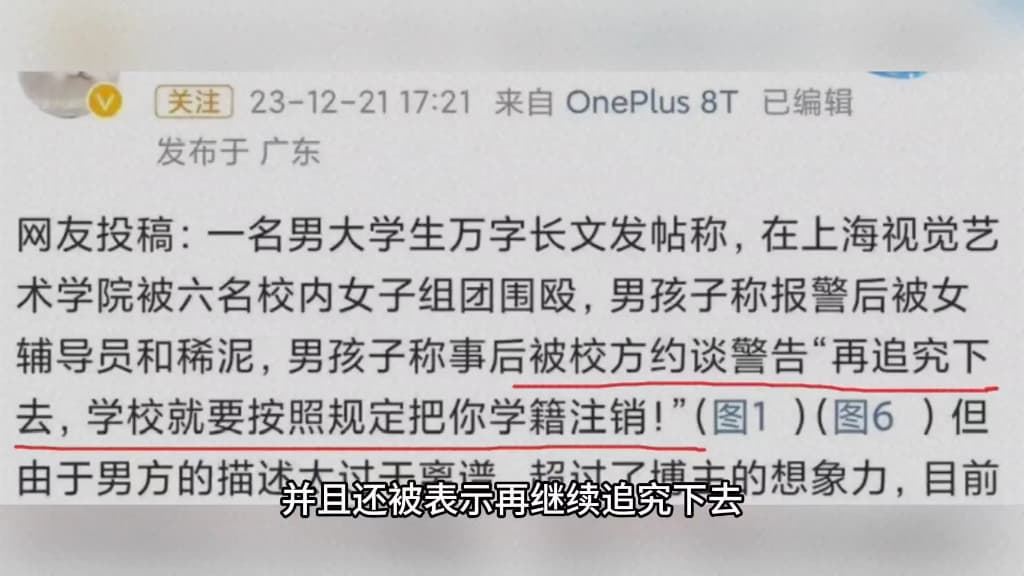 关注 23-12-21 17:21 来自 OnePlus 8T 已编辑
发布于 广东
网友投稿：一名男大学生万字长文发帖称，在上海视觉艺
术学院被六名校内女子组团围殴，男孩子称报警后被女
辅导员和稀泥，男孩子称事后被校方约谈警告“再追究下
去，学校就要按照规定把你学籍注销！”(图1 )(图6 ) 但
由于男方的描述太过于离谱，超过了博主的想象力，目前
并且还被表示再继续追究下去